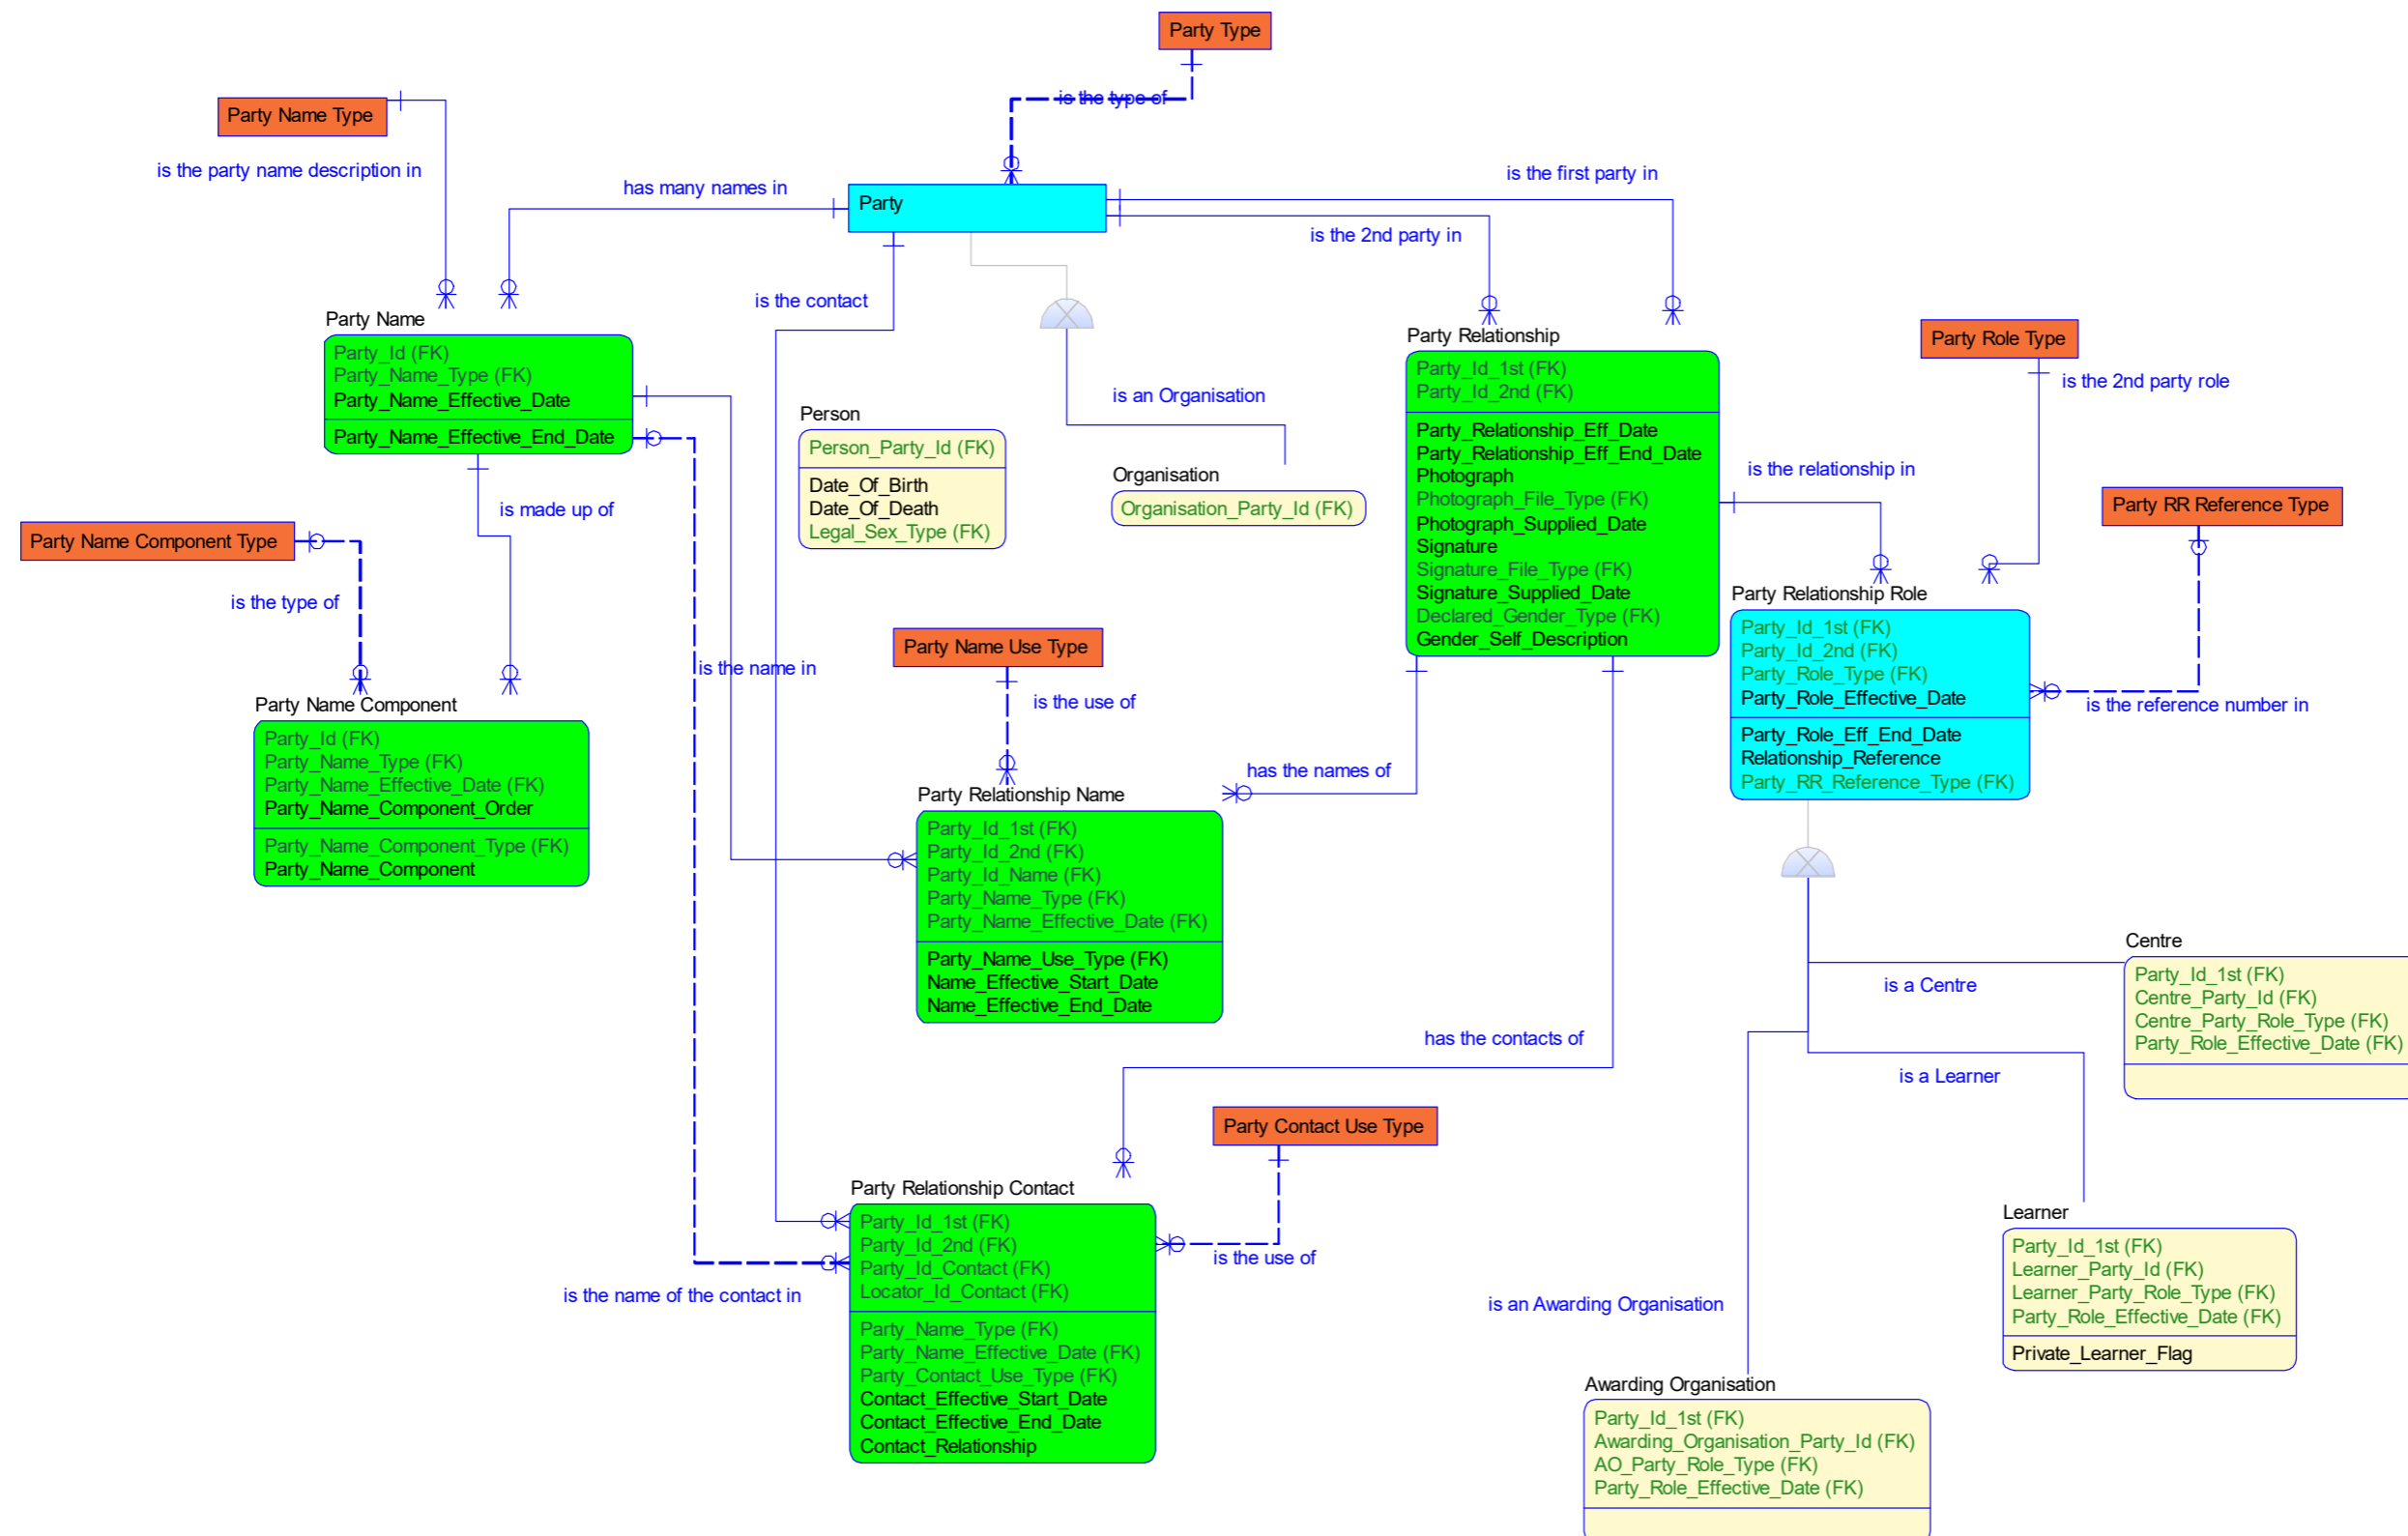 Party Type
is the type of
Party Name Type
is the party name description in
has many names in
Party
is the first party in
is the 2nd party in
is the contact
Party Name
Party_Id (FK)
Party_Name_Type (FK)
Party_Name_Effective_Date
Party_Name_Effective_End_Date
is an Organisation
Person
Person_Party_Id (FK)
Date_Of_Birth
Date_Of_Death
Legal_Sex_Type (FK)
Organisation
Organisation_Party_Id (FK)
Party Relationship
Party_Id_1st (FK)
Party_Id_2nd (FK)
Party_Relationship_Eff_Date
Party_Relationship_Eff_End_Date
Photograph
Photograph_File_Type (FK)
Photograph_Supplied_Date
Signature
Signature_File_Type (FK)
Signature_Supplied_Date
Declared_Gender_Type (FK)
Gender_Self_Description
Party Role Type
is the 2nd party role
is the relationship in
Party RR Reference Type
is made up of
Party Name Component Type
is the type of
Party Relationship Role
Party_Id_1st (FK)
Party_Id_2nd (FK)
Party_Role_Type (FK)
Party_Role_Effective_Date
Party_Role_Eff_End_Date
Relationship_Reference
Party_RR_Reference_Type (FK)
is the reference number in
Party Name Use Type
is the name in
is the use of
Party Name Component
Party_Id (FK)
Party_Name_Type (FK)
Party_Name_Effective_Date (FK)
Party_Name_Component_Order
Party_Name_Component_Type (FK)
Party_Name_Component
has the names of
Party Relationship Name
Party_Id_1st (FK)
Party_Id_2nd (FK)
Party_Id_Name (FK)
Party_Name_Type (FK)
Party_Name_Effective_Date (FK)
Party_Name_Use_Type (FK)
Name_Effective_Start_Date
Name_Effective_End_Date
Centre
Party_Id_1st (FK)
Centre_Party_Id (FK)
Centre_Party_Role_Type (FK)
Party_Role_Effective_Date (FK)
is a Centre
has the contacts of
is a Learner
Party Contact Use Type
Party Relationship Contact
Party_Id_1st (FK)
Party_Id_2nd (FK)
Party_Id_Contact (FK)
Locator_Id_Contact (FK)
Party_Name_Type (FK)
Party_Name_Effective_Date (FK)
Party_Contact_Use_Type (FK)
Contact_Effective_Start_Date
Contact_Effective_End_Date
Contact_Relationship
is the use of
is the name of the contact in
is an Awarding Organisation
Learner
Party_Id_1st (FK)
Learner_Party_Id (FK)
Learner_Party_Role_Type (FK)
Party_Role_Effective_Date (FK)
Private_Learner_Flag
Awarding Organisation
Party_Id_1st (FK)
Awarding_Organisation_Party_Id (FK)
AO_Party_Role_Type (FK)
Party_Role_Effective_Date (FK)